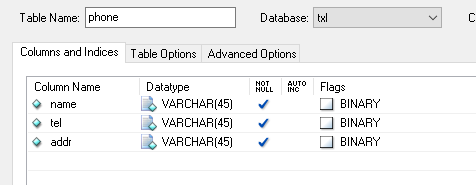 Table Name: phone Database: txl C
Columns and Indices Table Options Advanced Options
Column Name Datatype NOT NULL AUTO INC Flags
name VARCHAR(45) BINARY
tel VARCHAR(45) BINARY
addr VARCHAR(45) BINARY